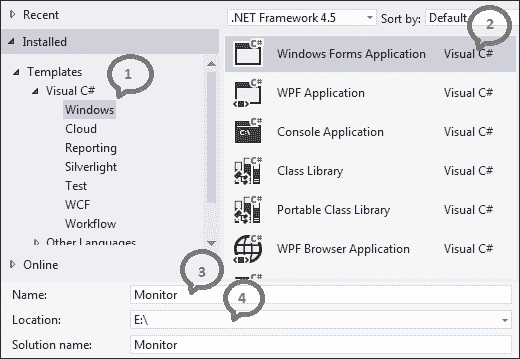 Recent
.NET Framework 4.5
Sort by: Default
2
Installed
1
Templates
Visual C#
Windows
Cloud
Reporting
Silverlight
Test
WCF
Workflow
Other Languages
Online
C# Windows Forms Application Visual C#
C# WPF Application Visual C#
C# C:\ Console Application Visual C#
C# Class Library Visual C#
C# Portable Class Library Visual C#
C# WPF Browser Application Visual C#
C#
3
Name: Monitor
4
Location: E:\
Solution name: Monitor